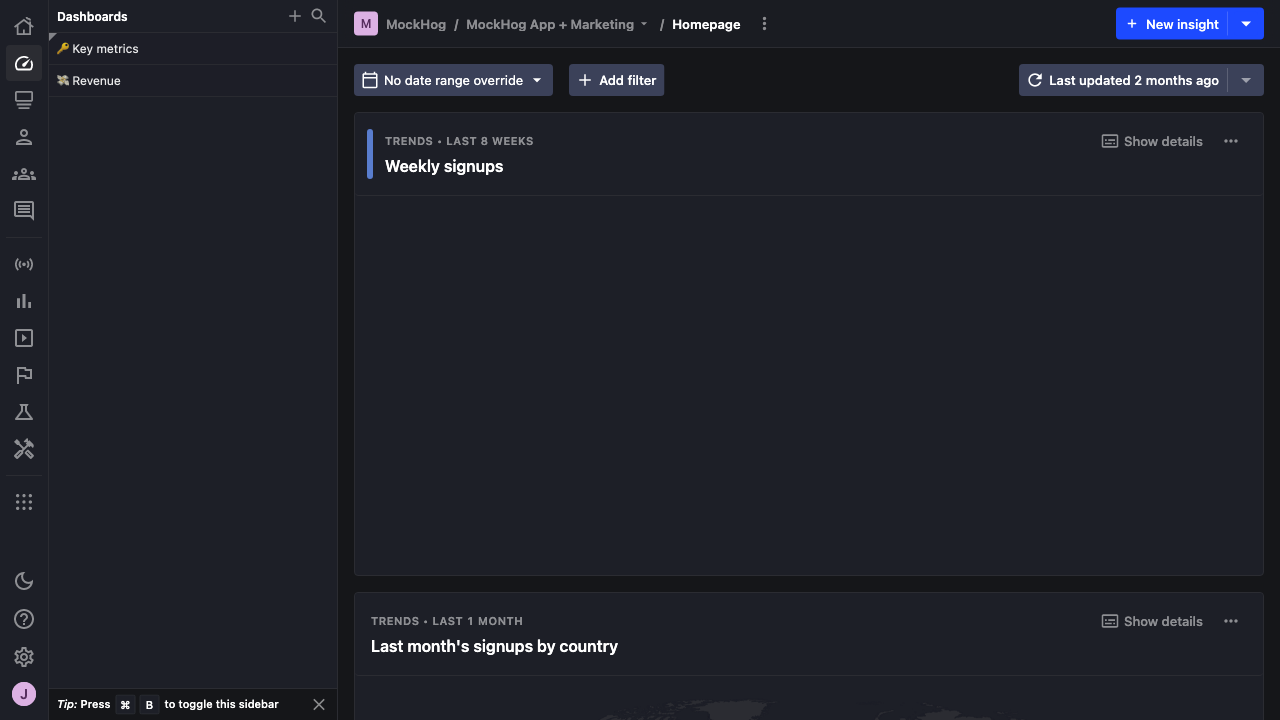 Dashboards
🔑 Key metrics
💸 Revenue
M MockHog / MockHog App + Marketing / Homepage
New insight
No date range override
Add filter
Last updated 2 months ago
TRENDS • LAST 8 WEEKS
Show details
Weekly signups
TRENDS • LAST 1 MONTH
Show details
Last month's signups by country
J
Tip: Press ⌘ B to toggle this sidebar